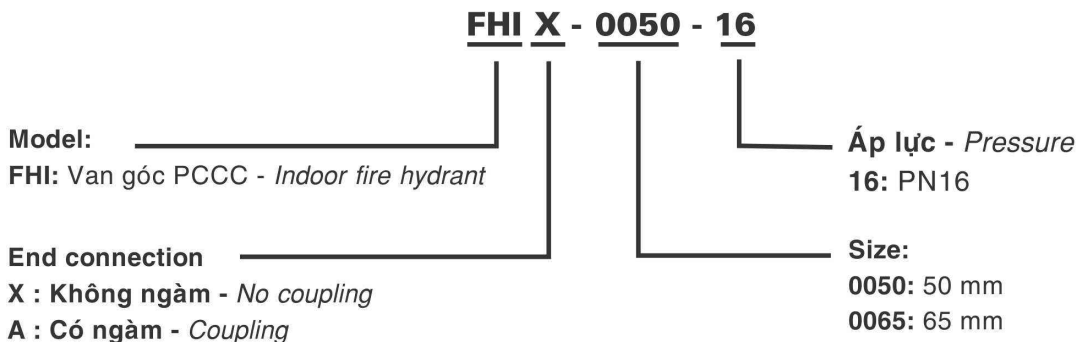 FHI X - 0050 - 16
Model:
FHI: Van góc PCCC - Indoor fire hydrant
End connection
X : Không ngàm - No coupling
A : Có ngàm - Coupling
Áp lực - Pressure
16: PN16
Size:
0050: 50 mm
0065: 65 mm